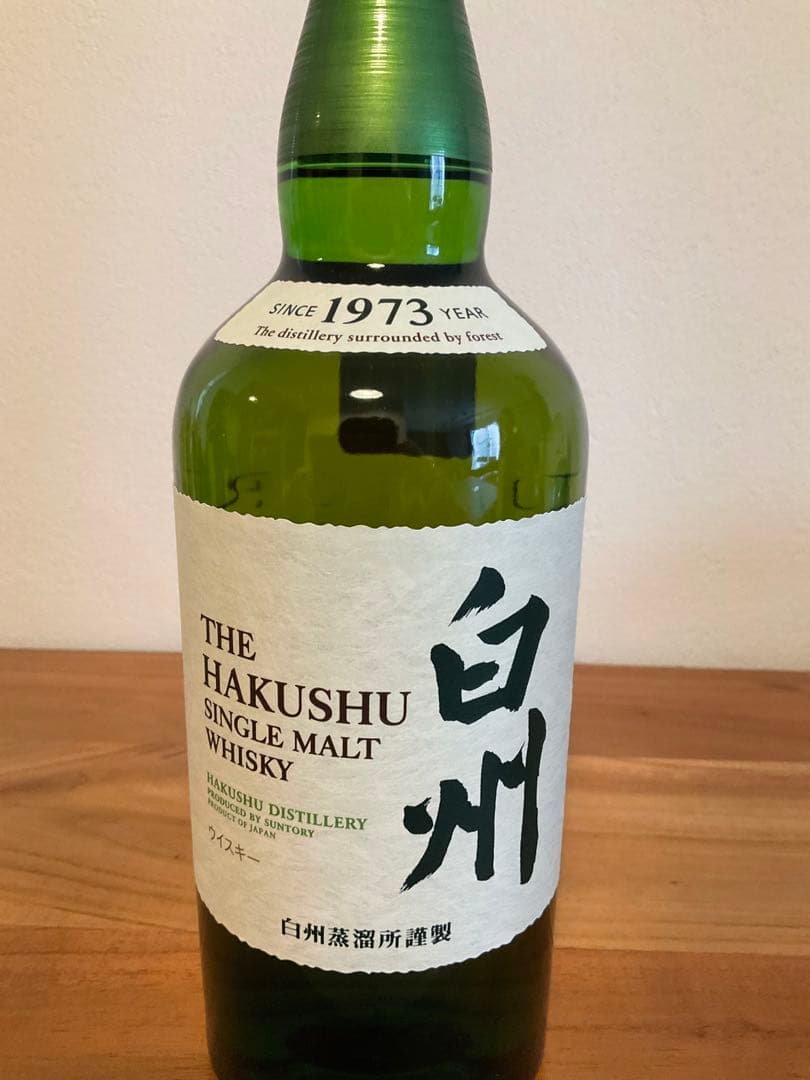 SINCE 1973 YEAR
The distillery surrounded by forest
THE
HAKUSHU
SINGLE MALT
WHISKY
白州
HAKUSHU DISTILLERY
PRODUCED BY SUNTORY
PRODUCT OF JAPAN
ウイスキー
白州蒸溜所謹製